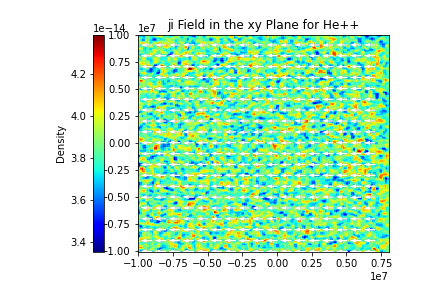 ji Field in the xy Plane for He++
1e−14
1e7
4.2
4.0
3.8
3.6
3.4
Density
1.00
0.75
0.50
0.25
0.00
−0.25
−0.50
−0.75
−1.00
−1.00 −0.75 −0.50 −0.25 0.00 0.25 0.50 0.75
1e7